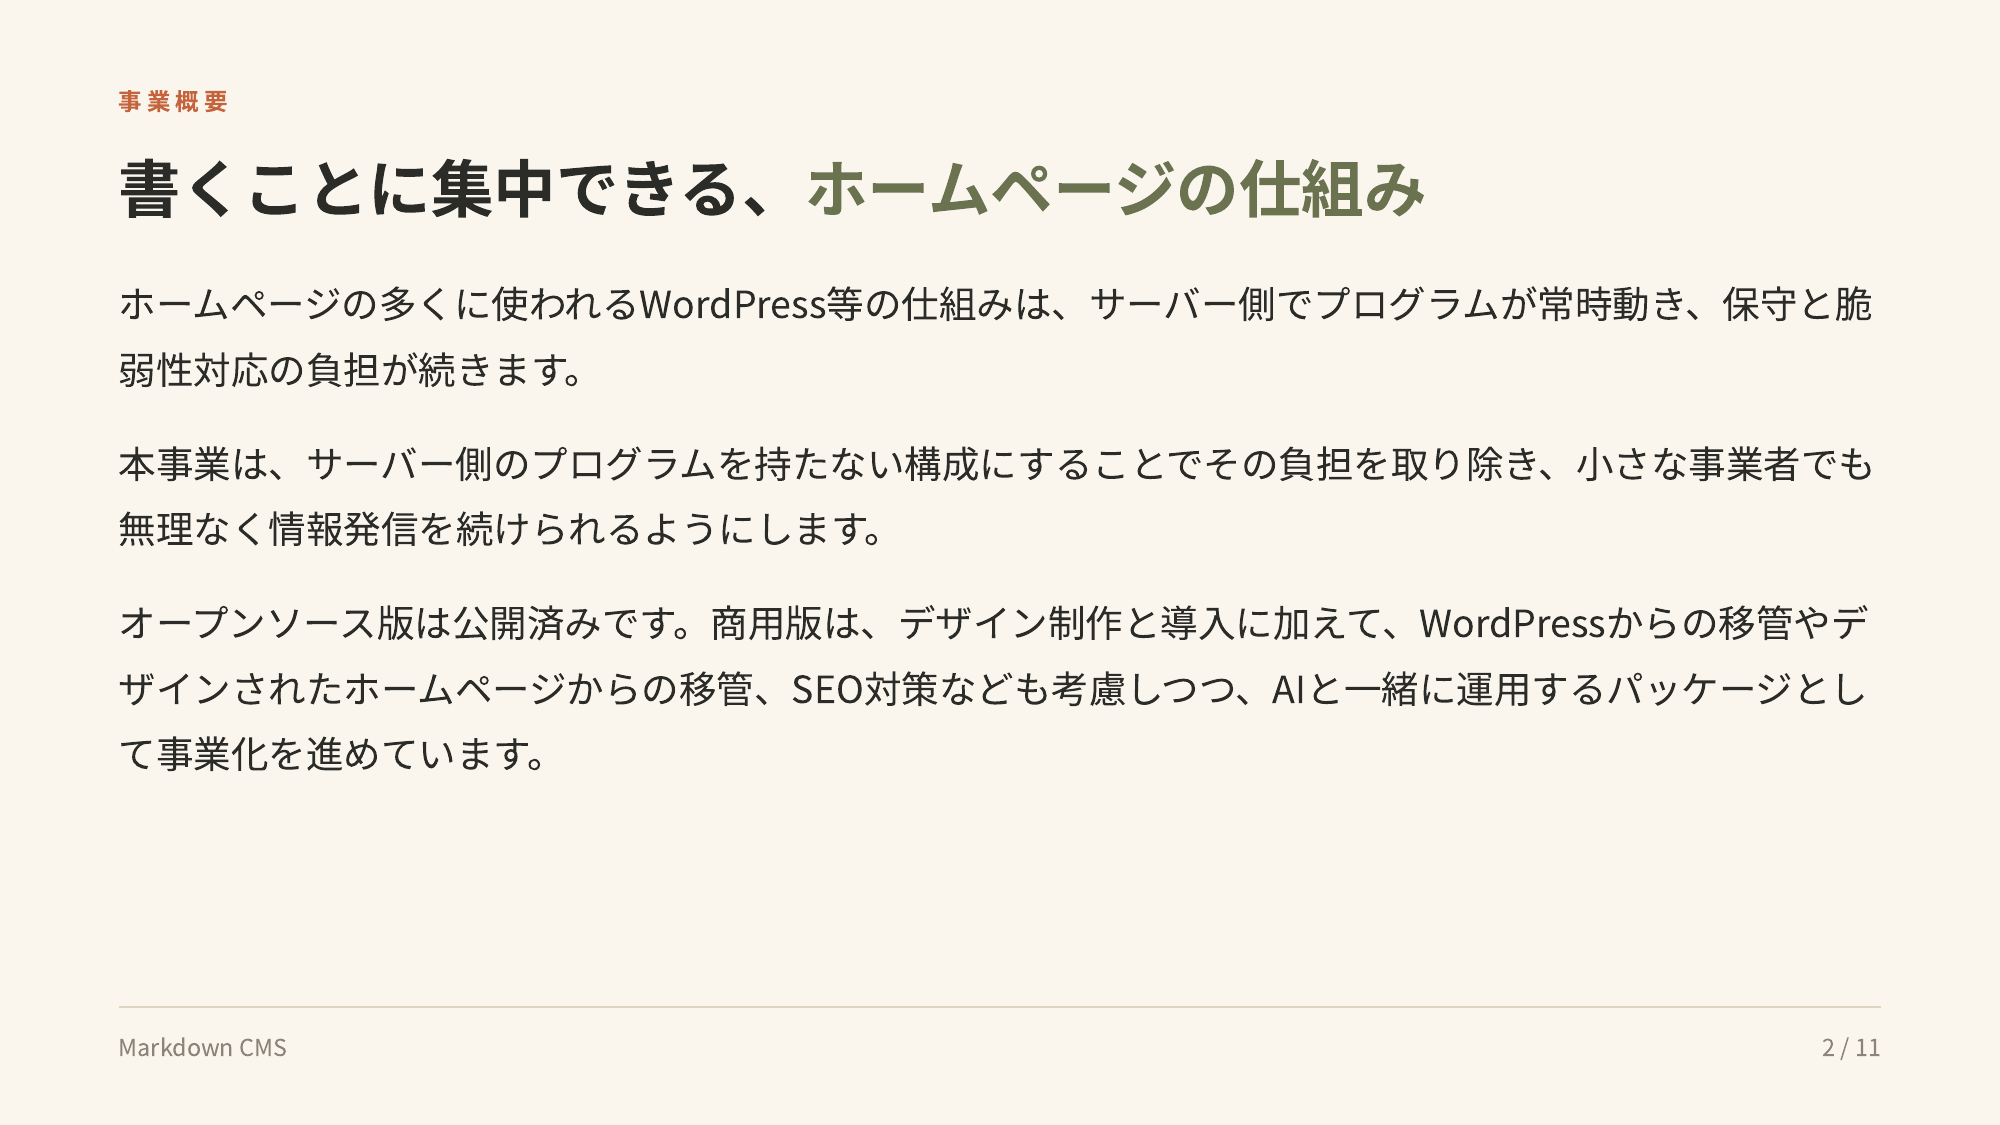 事業概要
書くことに集中できる、ホームページの仕組み
ホームページの多くに使われるWordPress等の仕組みは、サーバー側でプログラムが常時動き、保守と脆
弱性対応の負担が続きます。
本事業は、サーバー側のプログラムを持たない構成にすることでその負担を取り除き、小さな事業者でも
無理なく情報発信を続けられるようにします。
オープンソース版は公開済みです。商用版は、デザイン制作と導入に加えて、WordPressからの移管やデ
ザインされたホームページからの移管、SEO対策なども考慮しつつ、AIと一緒に運用するパッケージとし
て事業化を進めています。
Markdown CMS
2 / 11